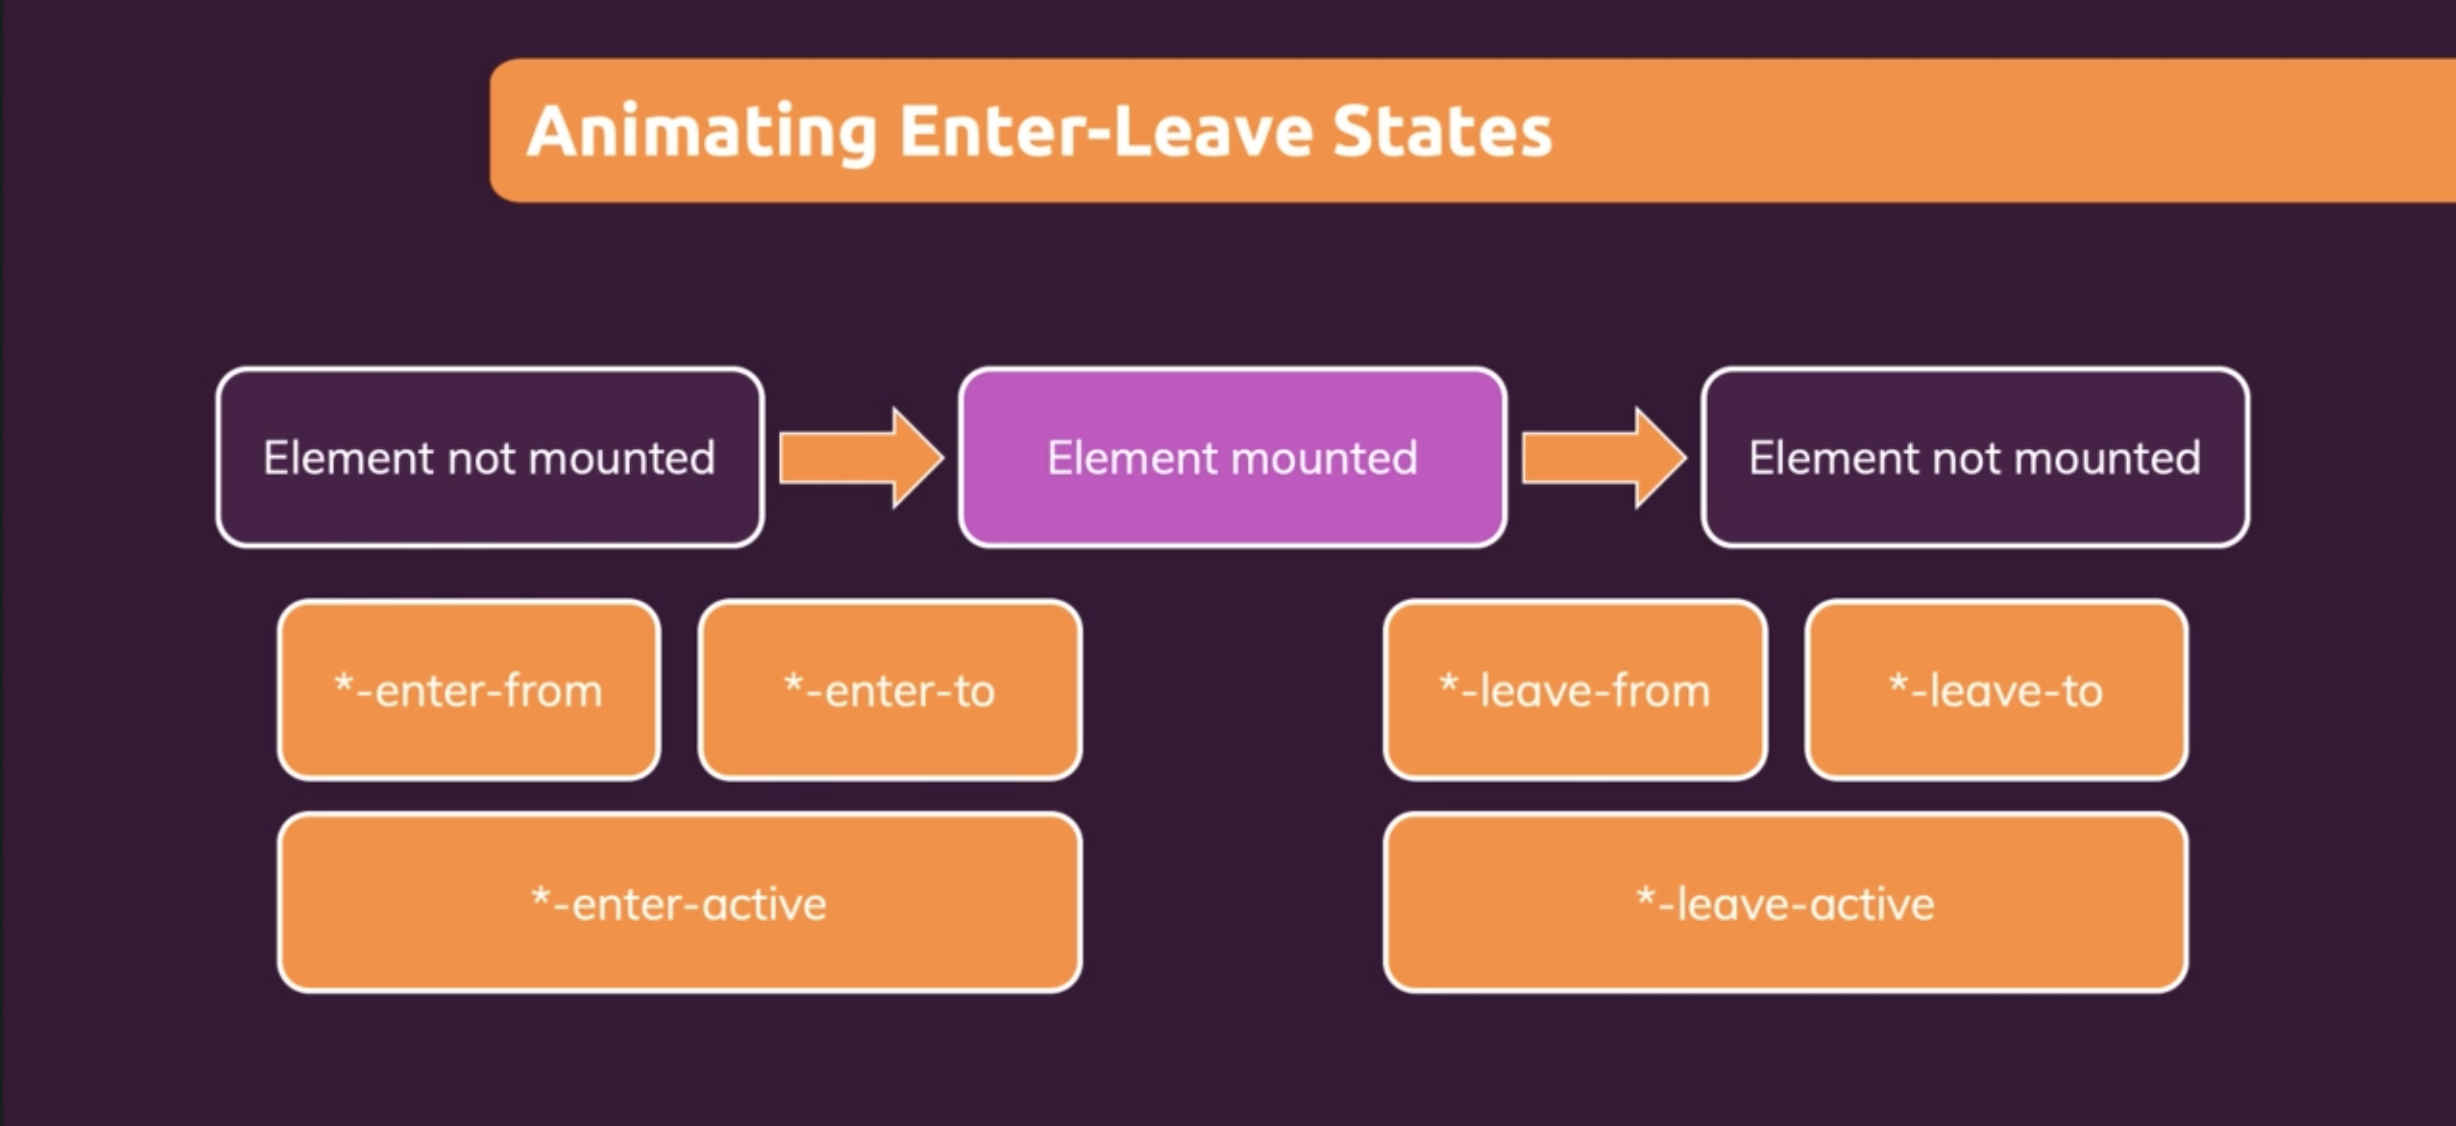 Animating Enter-Leave States
Element not mounted
Element mounted
Element not mounted
*-enter-from
*-enter-to
*-leave-from
*-leave-to
*-enter-active
*-leave-active